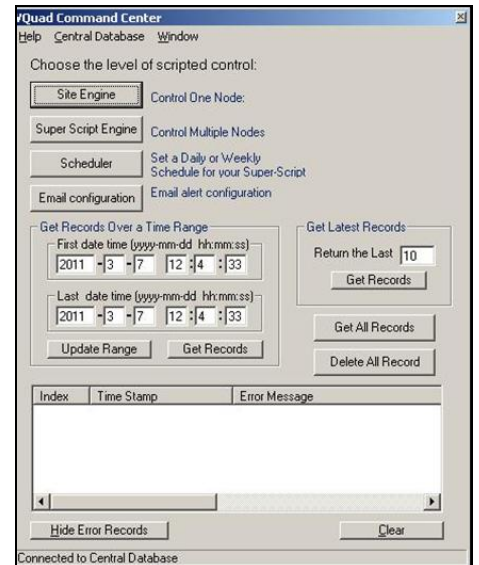 VQuad Command Center
Help Central Database Window
Choose the level of scripted control:
Site Engine Control One Node:
Super Script Engine Control Multiple Nodes
Scheduler Set a Daily or Weekly
Schedule for your Super-Script
Email configuration Email alert configuration
Get Records Over a Time Range
First date time (yyyy-mm-dd hh:mm:ss)
2011 - 3 - 7 12 : 4 : 33
Last date time (yyyy-mm-dd hh:mm:ss)
2011 - 3 - 7 12 : 4 : 33
Update Range Get Records
Get Latest Records
Return the Last 10
Get Records
Get All Records
Delete All Record
Index Time Stamp Error Message
Hide Error Records Clear
Connected to Central Database